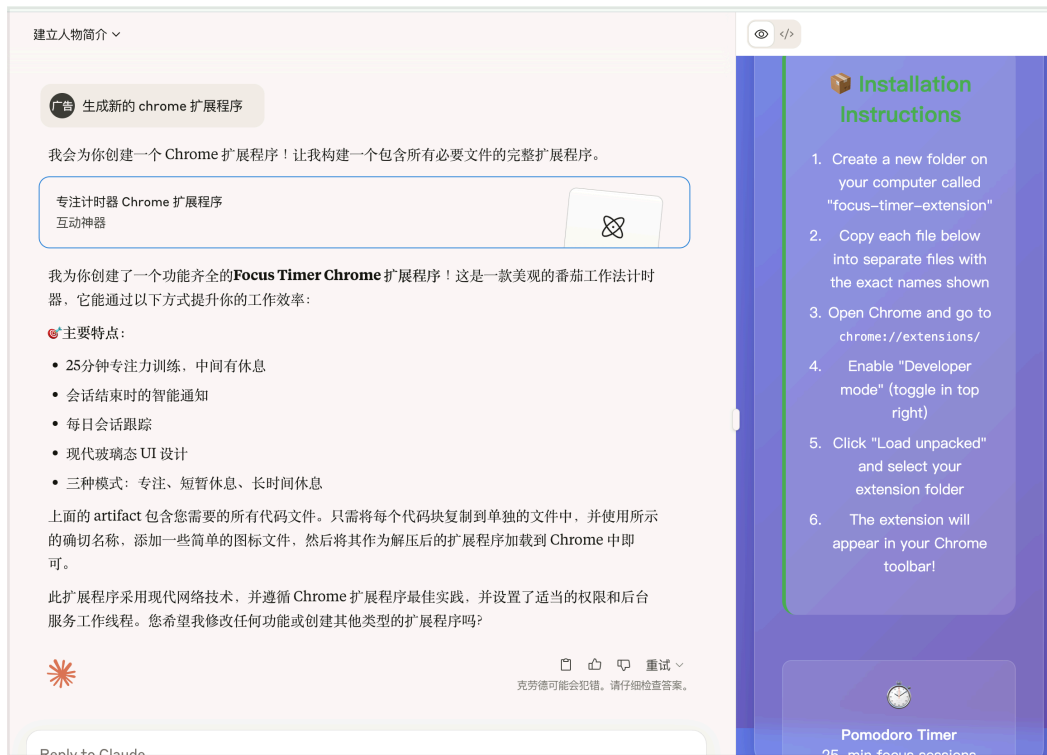 建立人物简介
广告 生成新的 chrome 扩展程序
我会为你创建一个 Chrome 扩展程序！让我构建一个包含所有必要文件的完整扩展程序。
专注计时器 Chrome 扩展程序
互动神器
我为你创建了一个功能齐全的Focus Timer Chrome 扩展程序！这是一款美观的番茄工作法计时
器，它能通过以下方式提升你的工作效率：
🎯主要特点：
• 25分钟专注力训练，中间有休息
• 会话结束时的智能通知
• 每日会话跟踪
• 现代玻璃态 UI 设计
• 三种模式：专注、短暂休息、长时间休息
上面的 artifact 包含您需要的所有代码文件。只需将每个代码块复制到单独的文件中，并使用所示
的确切名称，添加一些简单的图标文件，然后将其作为解压后的扩展程序加载到 Chrome 中即
可。
此扩展程序采用现代网络技术，并遵循 Chrome 扩展程序最佳实践，并设置了适当的权限和后台
服务工作线程。您希望我修改任何功能或创建其他类型的扩展程序吗？
重试
克劳德可能会犯错。请仔细检查答案。
Reply to Claude
</>
📦 Installation
Instructions
1. Create a new folder on
your computer called
"focus-timer-extension"
2. Copy each file below
into separate files with
the exact names shown
3. Open Chrome and go to
chrome://extensions/
4. Enable "Developer
mode" (toggle in top
right)
5. Click "Load unpacked"
and select your
extension folder
6. The extension will
appear in your Chrome
toolbar!
Pomodoro Timer
25-min focus sessions